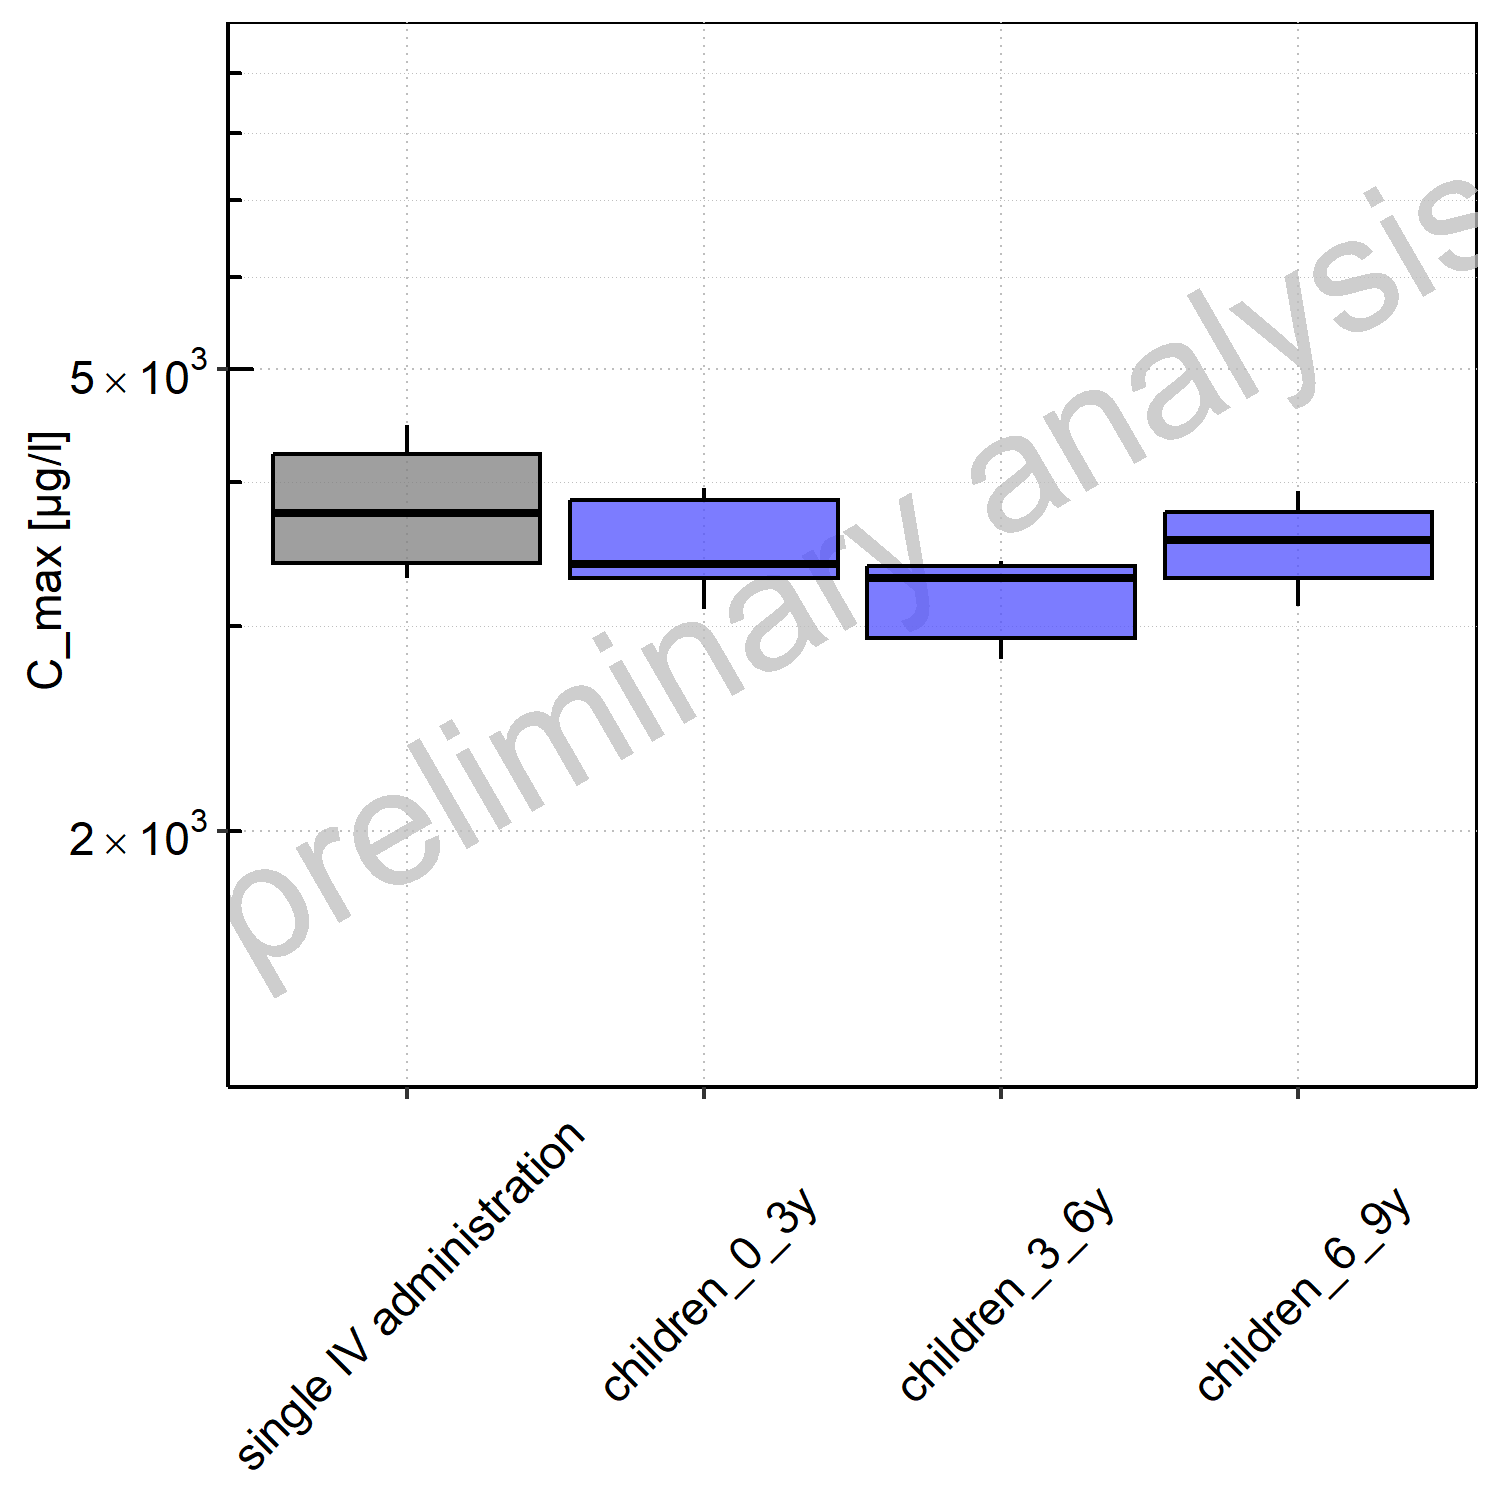 5×10³
C_max [µg/l]
2×10³
preliminary analysis
single IV administration
children_0_3y
children_3_6y
children_6_9y